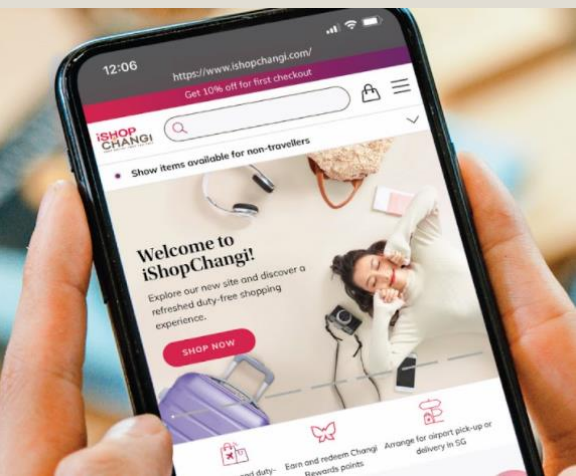 12:06
https://www.ishopchangi.com/
Get 10% off for first checkout
iSHOP
CHANGI
Show items available for non-travellers
Welcome to
iShopChangi!
Explore our new site and discover a
refreshed duty-free shopping
experience.
SHOP NOW
and duty-
Earn and redeem Changi
Rewards points
Arrange for airport pick-up or
delivery in SG